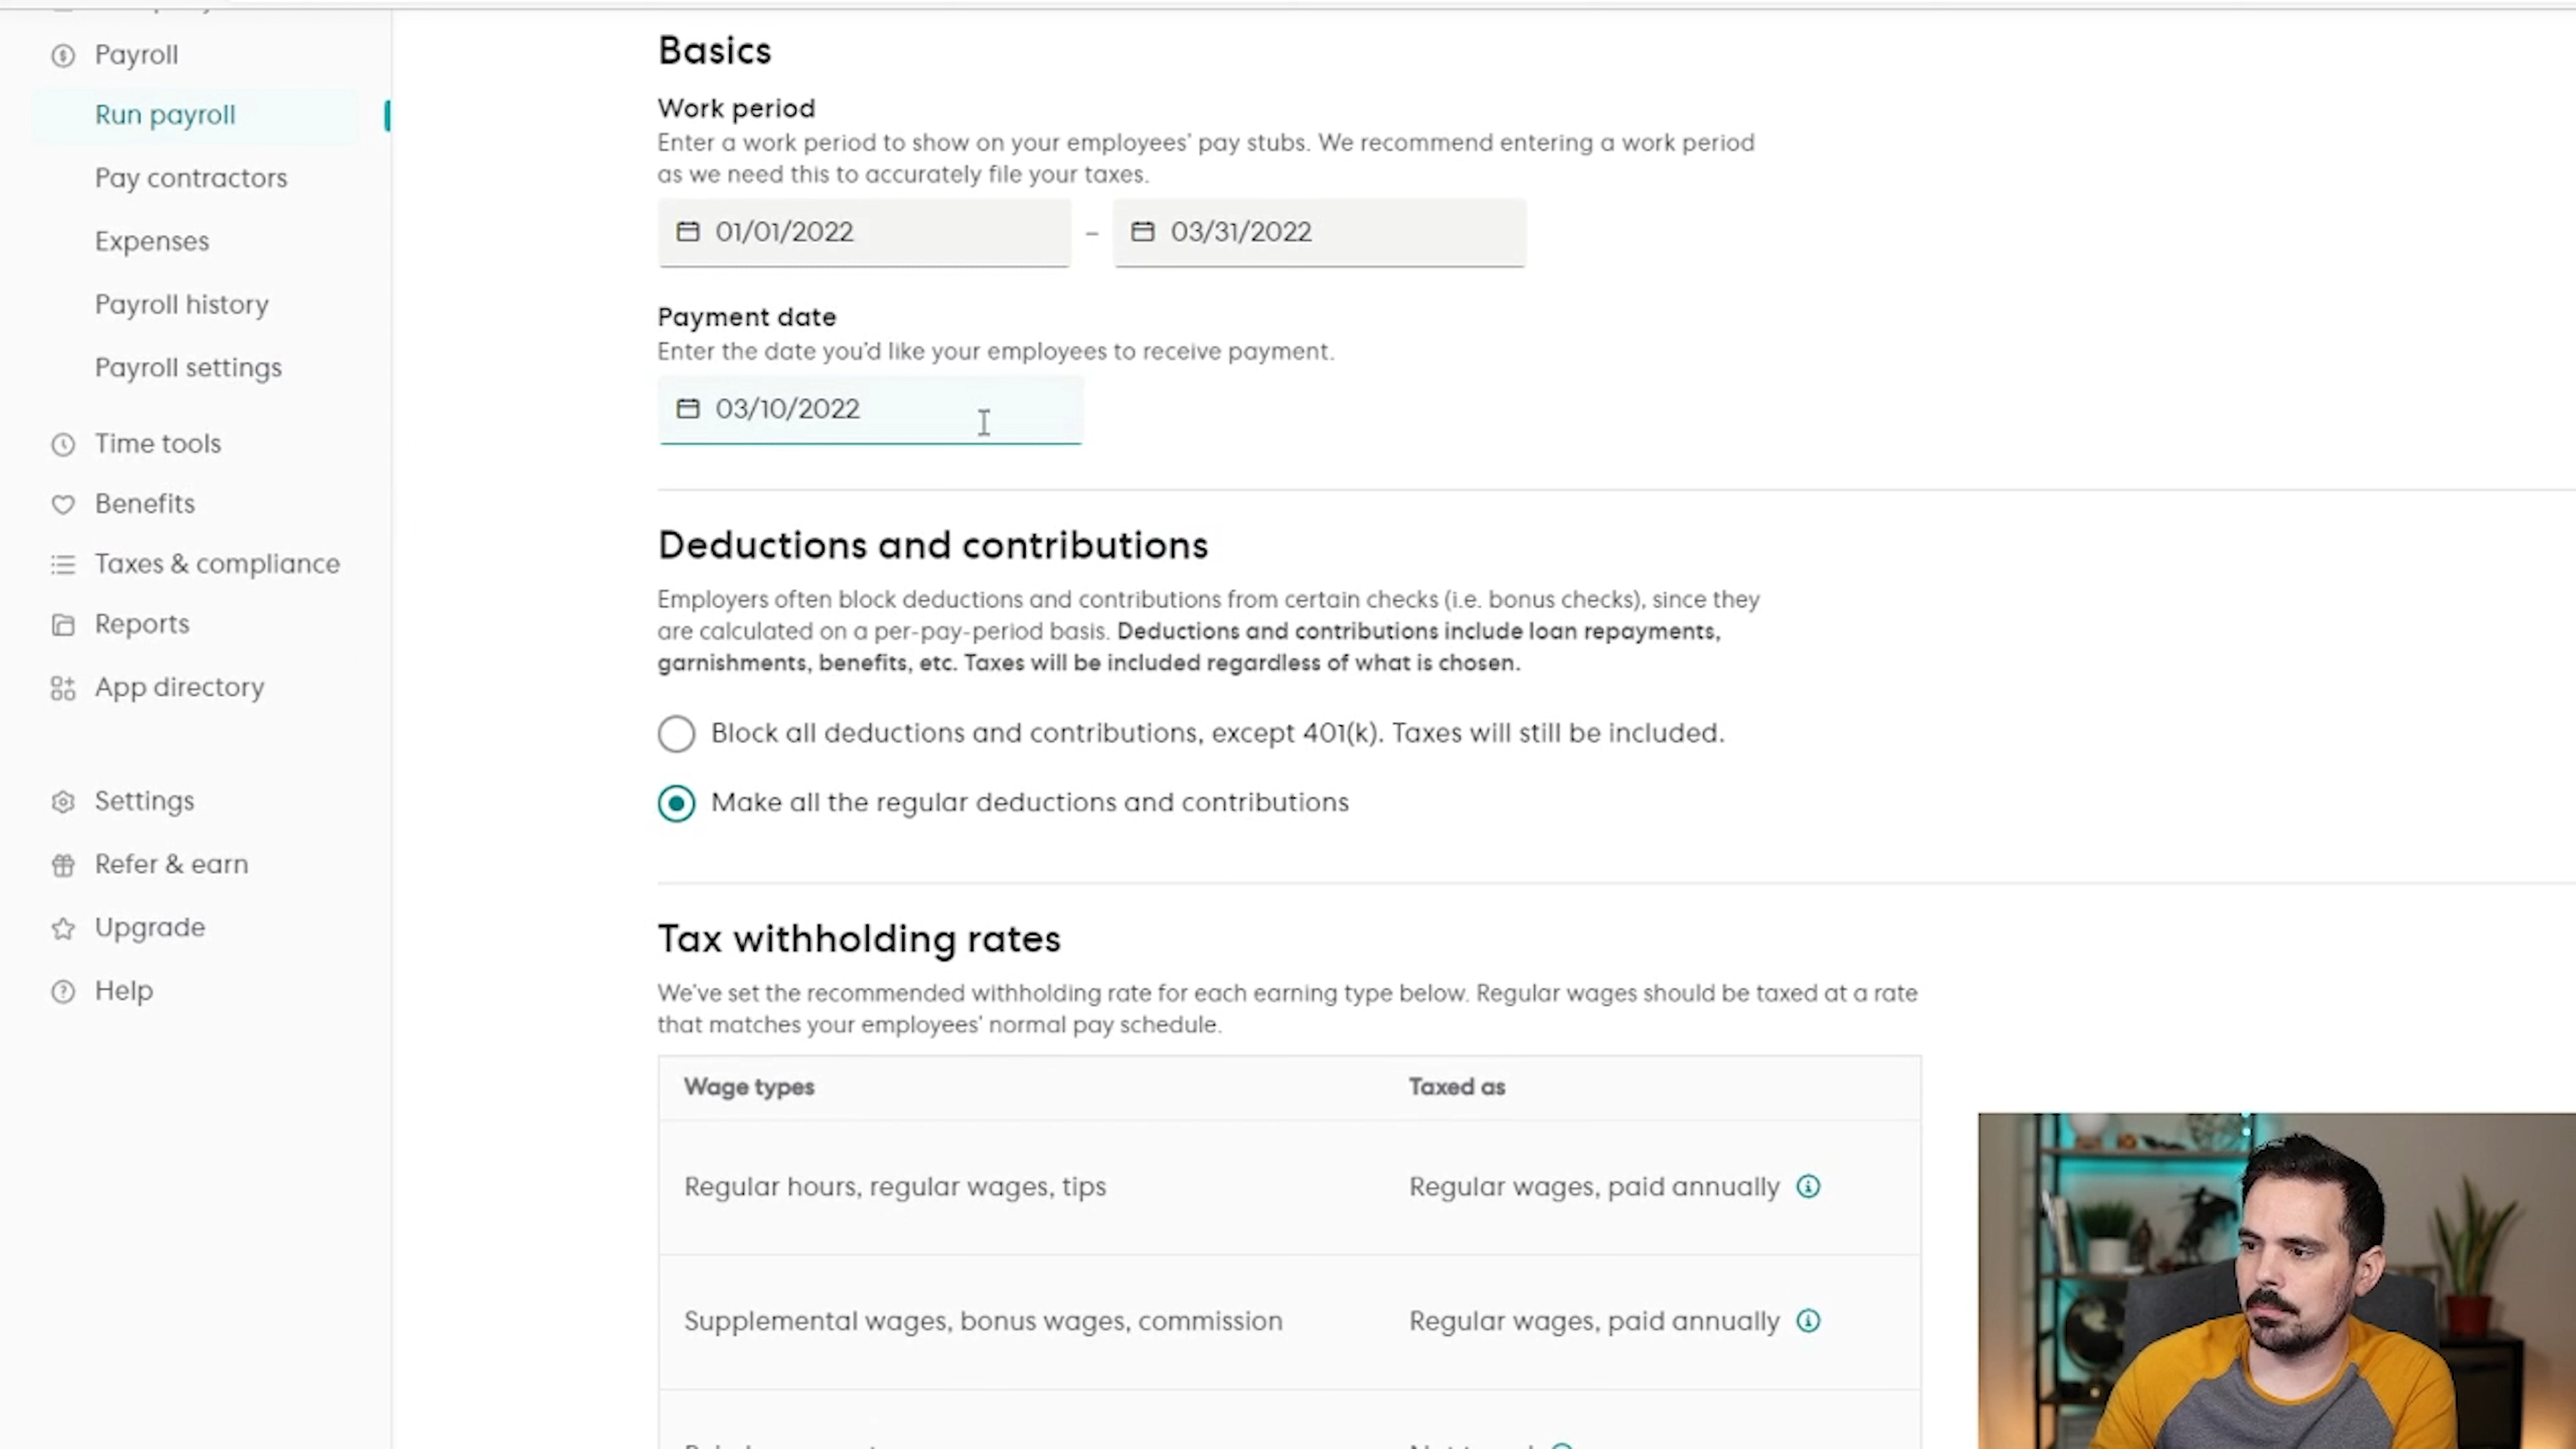 Payroll
Run payroll
Pay contractors
Expenses
Payroll history
Payroll settings
Time tools
Benefits
Taxes & compliance
Reports
App directory
Settings
Refer & earn
Upgrade
Help
Basics
Work period
Enter a work period to show on your employees' pay stubs. We recommend entering a work period
as we need this to accurately file your taxes.
01/01/2022 – 03/31/2022
Payment date
Enter the date you'd like your employees to receive payment.
03/10/2022
Deductions and contributions
Employers often block deductions and contributions from certain checks (i.e. bonus checks), since they
are calculated on a per-pay-period basis. Deductions and contributions include loan repayments,
garnishments, benefits, etc. Taxes will be included regardless of what is chosen.
Block all deductions and contributions, except 401(k). Taxes will still be included.
Make all the regular deductions and contributions
Tax withholding rates
We've set the recommended withholding rate for each earning type below. Regular wages should be taxed at a rate
that matches your employees' normal pay schedule.
Wage types Taxed as
Regular hours, regular wages, tips Regular wages, paid annually
Supplemental wages, bonus wages, commission Regular wages, paid annually